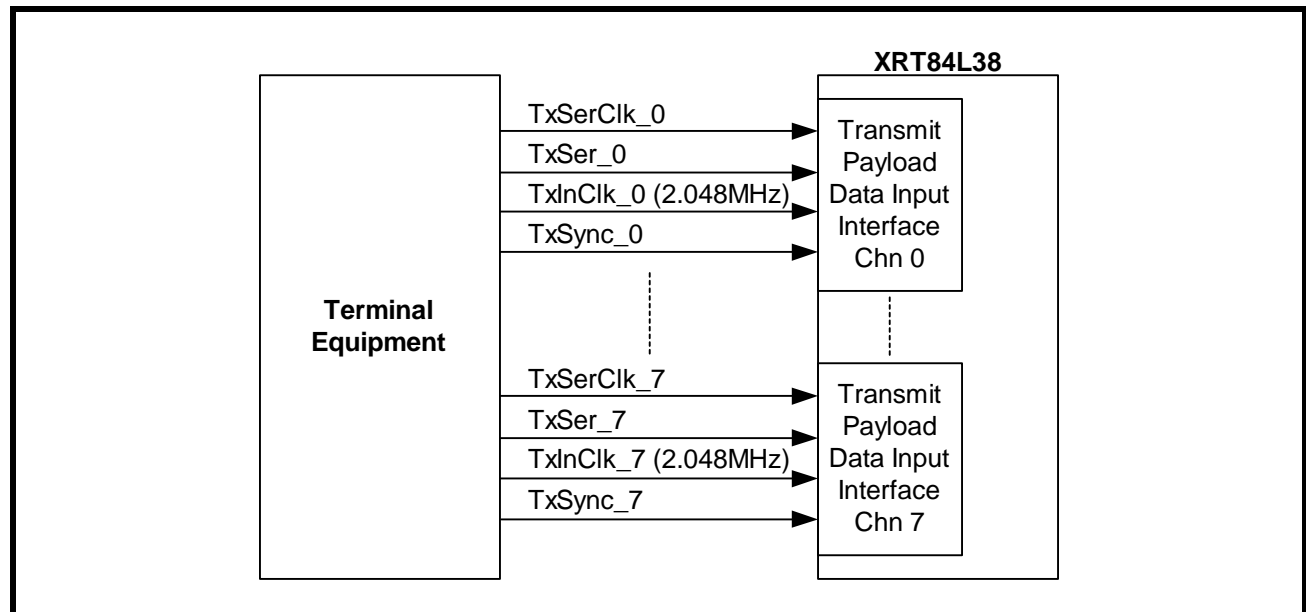 XRT84L38
TxSerClk_0
TxSer_0
TxInClk_0 (2.048MHz)
TxSync_0
Transmit
Payload
Data Input
Interface
Chn 0
Terminal
Equipment
TxSerClk_7
TxSer_7
TxInClk_7 (2.048MHz)
TxSync_7
Transmit
Payload
Data Input
Interface
Chn 7